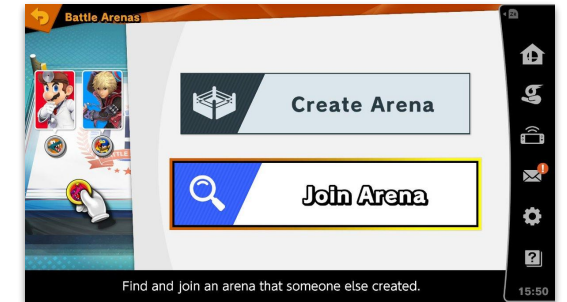 Battle Arenas
Create Arena
Join Arena
Find and join an arena that someone else created.
15:50